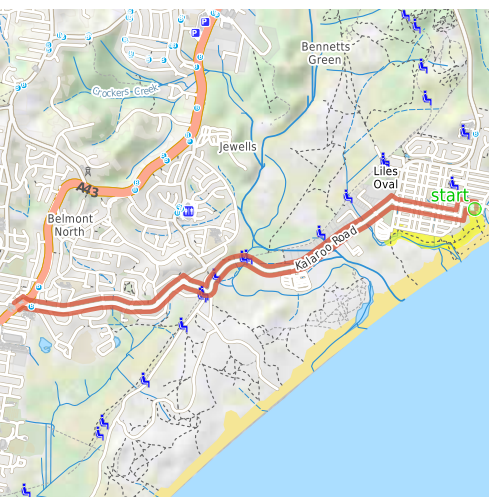 P
P
Bennetts
Green
Crockers Creek
Jewells
Liles
Oval
start
A43
Belmont
North
Kalaroo Road